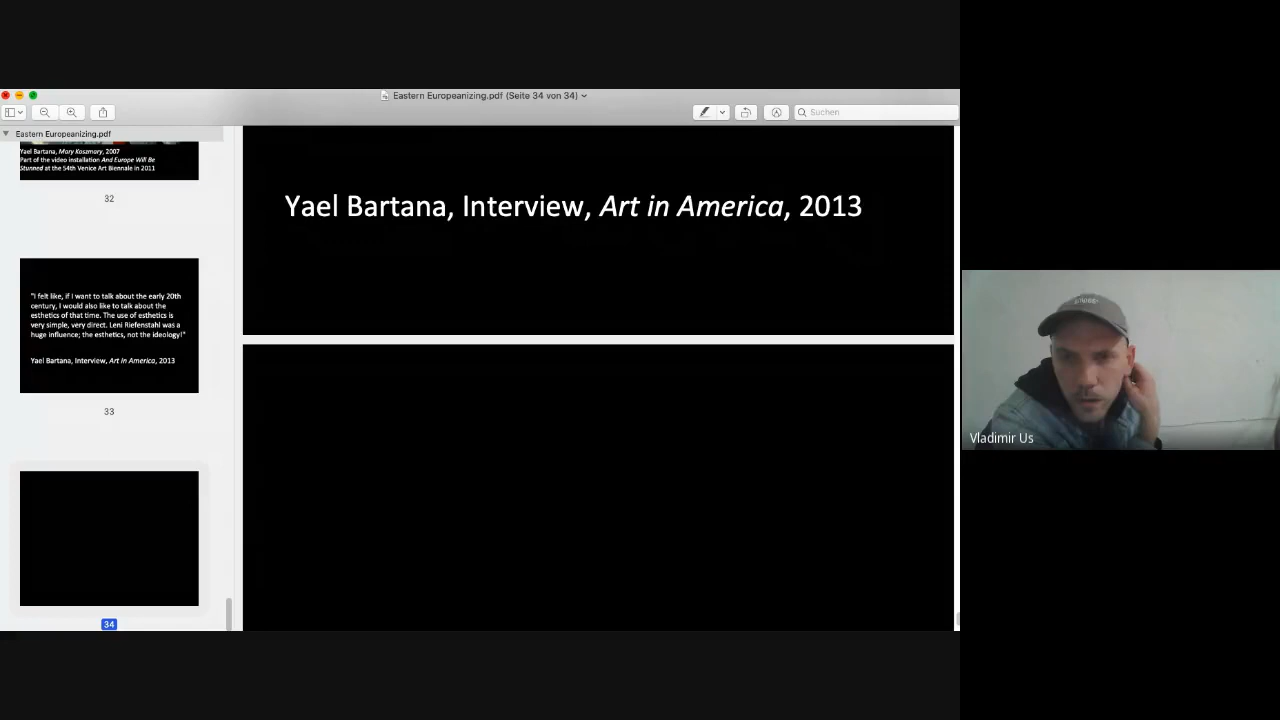 Eastern Europeanizing.pdf (Seite 34 von 34)
Suchen
Eastern Europeanizing.pdf
Yael Bartana, Mary Koszmary, 2007
Part of the video installation And Europe Will Be
Stunned at the 54th Venice Art Biennale in 2011
32
"I felt like, if I want to talk about the early 20th
century, I would also like to talk about the
esthetics of that time. The use of esthetics is
very simple, very direct. Leni Riefenstahl was a
huge influence; the esthetics, not the ideology!"
Yael Bartana, Interview, Art in America, 2013
33
34
Yael Bartana, Interview, Art in America, 2013
Vladimir Us